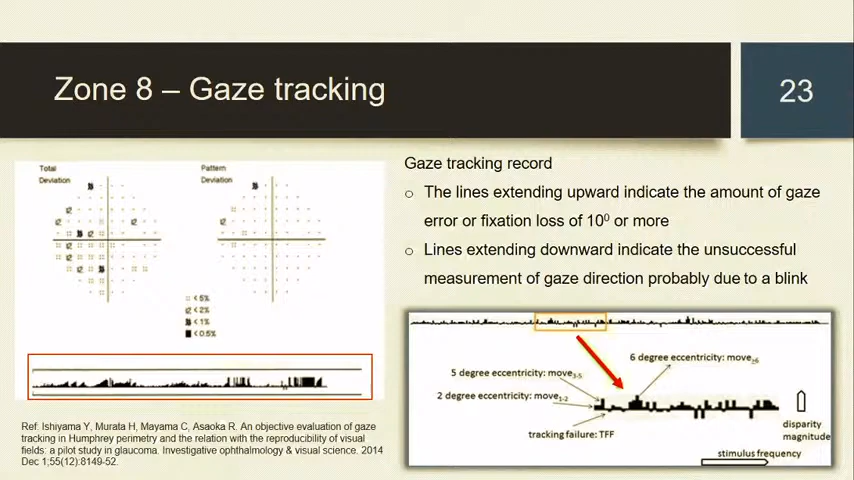 Zone 8 – Gaze tracking
23
Total
Deviation
Pattern
Deviation
< 5%
< 2%
< 1%
< 0.5%
Ref: Ishiyama Y, Murata H, Mayama C, Asaoka R. An objective evaluation of gaze
tracking in Humphrey perimetry and the relation with the reproducibility of visual
fields: a pilot study in glaucoma. Investigative ophthalmology & visual science. 2014
Dec 1;55(12):8149-52.
Gaze tracking record
o The lines extending upward indicate the amount of gaze
error or fixation loss of 10⁰ or more
o Lines extending downward indicate the unsuccessful
measurement of gaze direction probably due to a blink
6 degree eccentricity: move≥6
5 degree eccentricity: move3-5
2 degree eccentricity: move1-2
tracking failure: TFF
disparity
magnitude
stimulus frequency